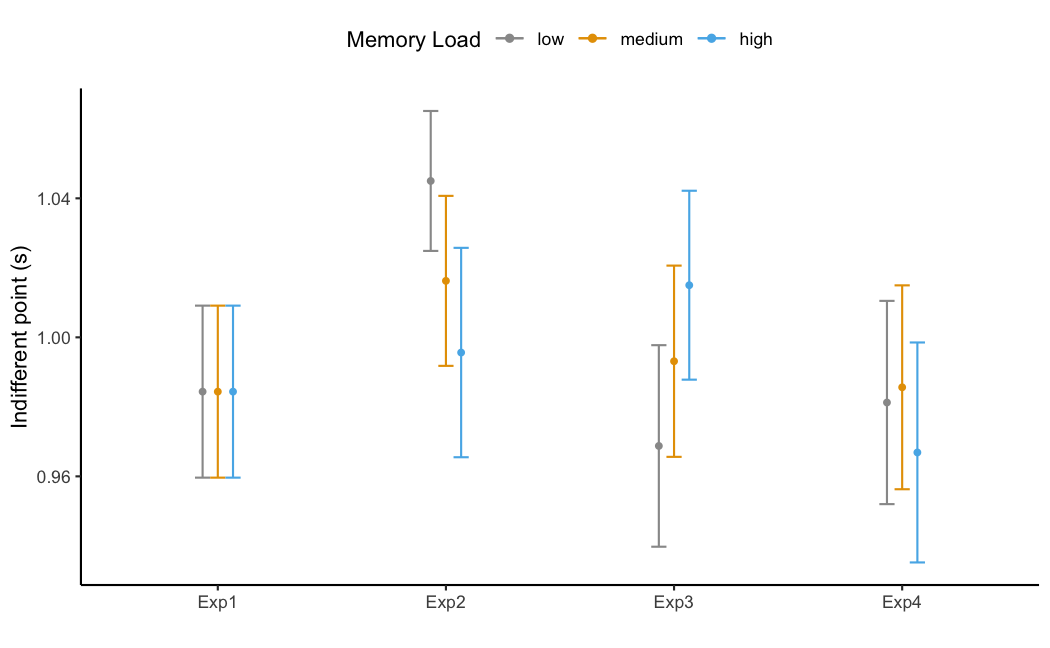 Memory Load low medium high
Indifferent point (s)
1.04
1.00
0.96
Exp1 Exp2 Exp3 Exp4